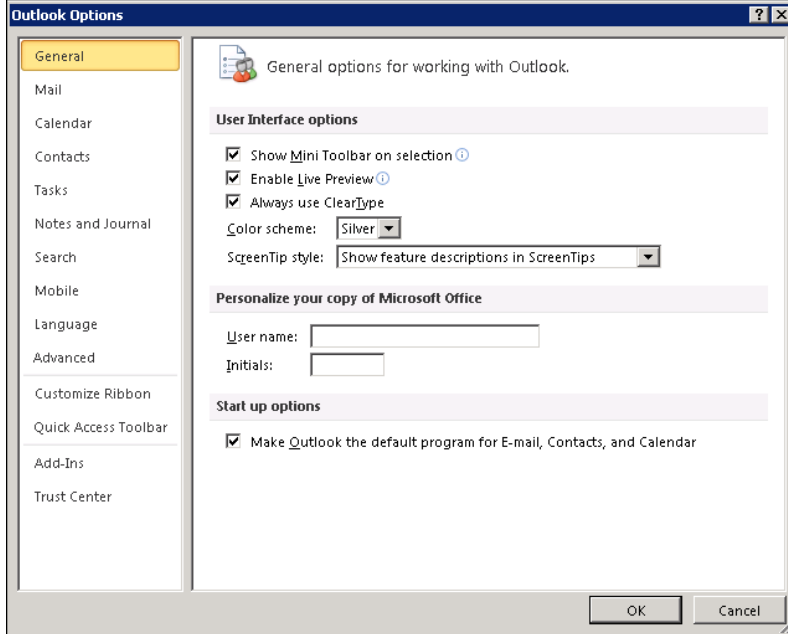 Outlook Options
General
Mail
Calendar
Contacts
Tasks
Notes and Journal
Search
Mobile
Language
Advanced
Customize Ribbon
Quick Access Toolbar
Add-Ins
Trust Center
General options for working with Outlook.
User Interface options
Show Mini Toolbar on selection
Enable Live Preview
Always use ClearType
Color scheme: Silver
ScreenTip style: Show feature descriptions in ScreenTips
Personalize your copy of Microsoft Office
User name:
Initials:
Start up options
Make Outlook the default program for E-mail, Contacts, and Calendar
OK Cancel